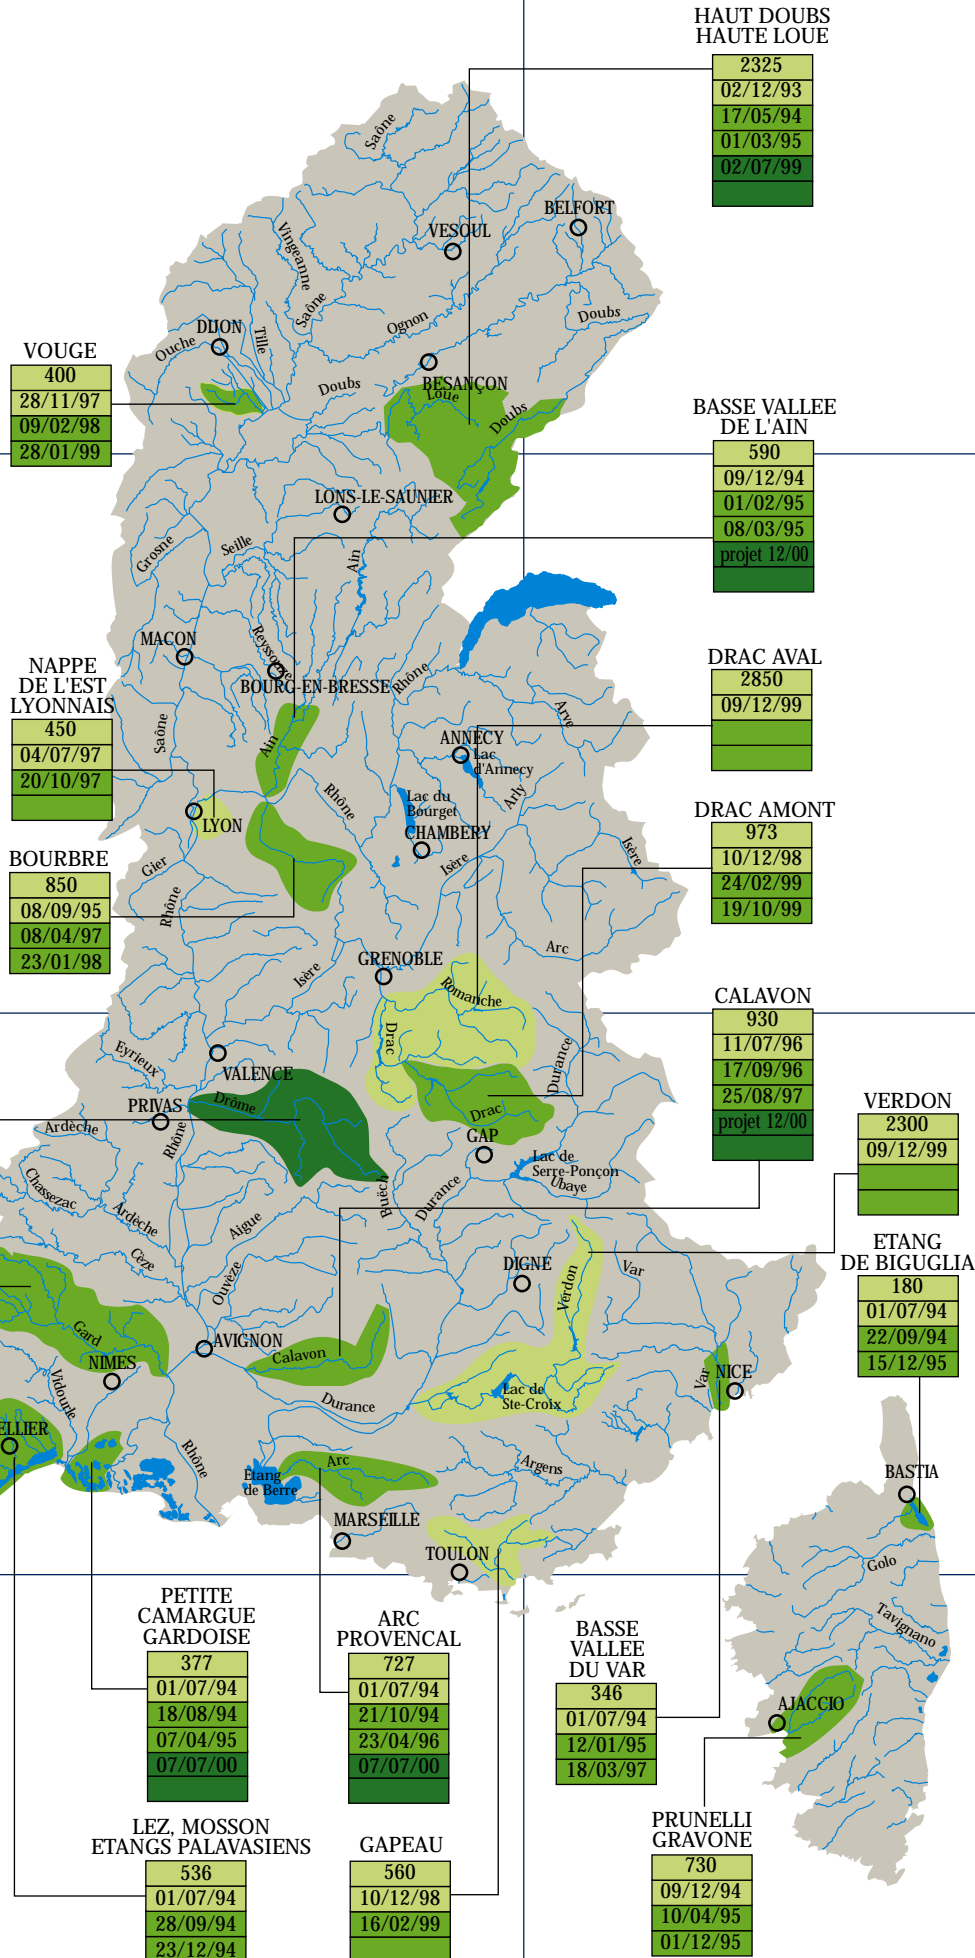 HAUT DOUBS
HAUTE LOUE
2325
02/12/93
17/05/94
01/03/95
02/07/99
Saône
BELFORT
VESOUL
Vingeanne
Saône
Doubs
Ognon
DIJON
Tille
Ouche
VOUGE
400
28/11/97
09/02/98
28/01/99
Doubs
BESANÇON
Loue
Doubs
BASSE VALLEE
DE L'AIN
590
09/12/94
01/02/95
08/03/95
projet 12/00
LONS-LE-SAUNIER
Grosne
Seille
Ain
MACON
Reyssouze
BOURG-EN-BRESSE
Rhône
NAPPE
DE L'EST
LYONNAIS
450
04/07/97
20/10/97
DRAC AVAL
2850
09/12/99
Saône
Ain
Arve
ANNECY
Lac
d'Annecy
Arly
Rhône
Lac du
Bourget
LYON
CHAMBERY
DRAC AMONT
973
10/12/98
24/02/99
19/10/99
BOURBRE
850
08/09/95
08/04/97
23/01/98
Gier
Rhône
Isère
Isère
Arc
GRENOBLE
Isère
Romanche
Drac
Durance
CALAVON
930
11/07/96
17/09/96
25/08/97
projet 12/00
Eyrieux
VALENCE
PRIVAS
Drôme
Ardèche
Rhône
Drac
GAP
VERDON
2300
09/12/99
Lac de
Serre-Ponçon
Ubaye
Chassezac
Ardèche
Buëch
Durance
Aigue
Cèze
Ouvèze
DIGNE
Verdon
Var
ETANG
DE BIGUGLIA
180
01/07/94
22/09/94
15/12/95
Gard
AVIGNON
Calavon
NIMES
Vidourle
Durance
Lac de
Ste-Croix
Var
NICE
ELLIER
Rhône
Etang
de Berre
Arc
Argens
BASTIA
MARSEILLE
TOULON
Golo
Tavignano
AJACCIO
PETITE
CAMARGUE
GARDOISE
377
01/07/94
18/08/94
07/04/95
07/07/00
ARC
PROVENCAL
727
01/07/94
21/10/94
23/04/96
07/07/00
BASSE
VALLEE
DU VAR
346
01/07/94
12/01/95
18/03/97
LEZ, MOSSON
ETANGS PALAVASIENS
536
01/07/94
28/09/94
23/12/94
GAPEAU
560
10/12/98
16/02/99
PRUNELLI
GRAVONE
730
09/12/94
10/04/95
01/12/95